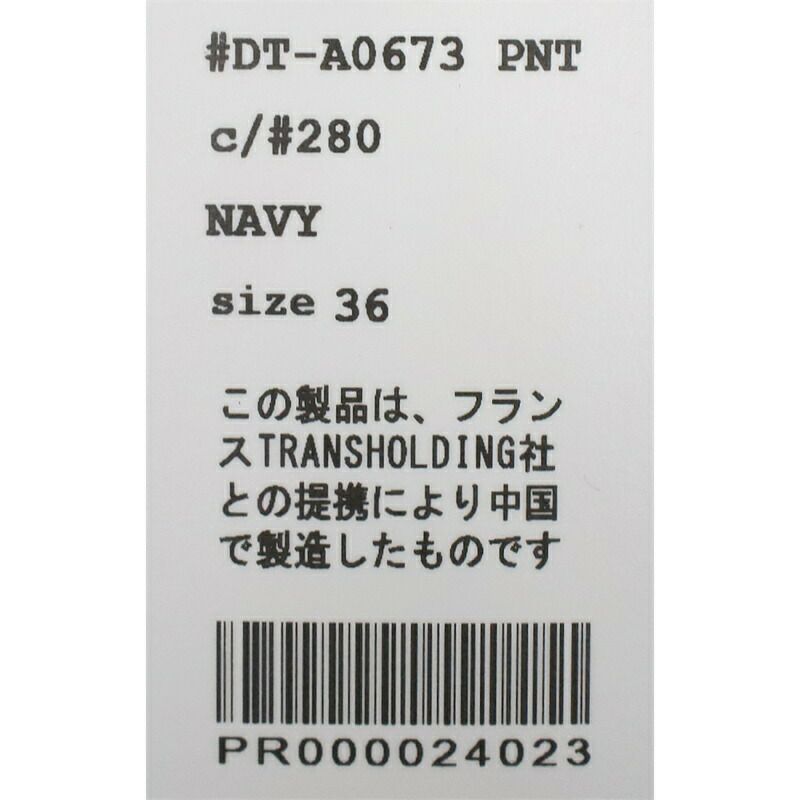 #DT-A0673 PNT
c/#280
NAVY
size 36
この製品は、フラン
スTRANSHOLDING社
との提携により中国
で製造したものです
PR000024023